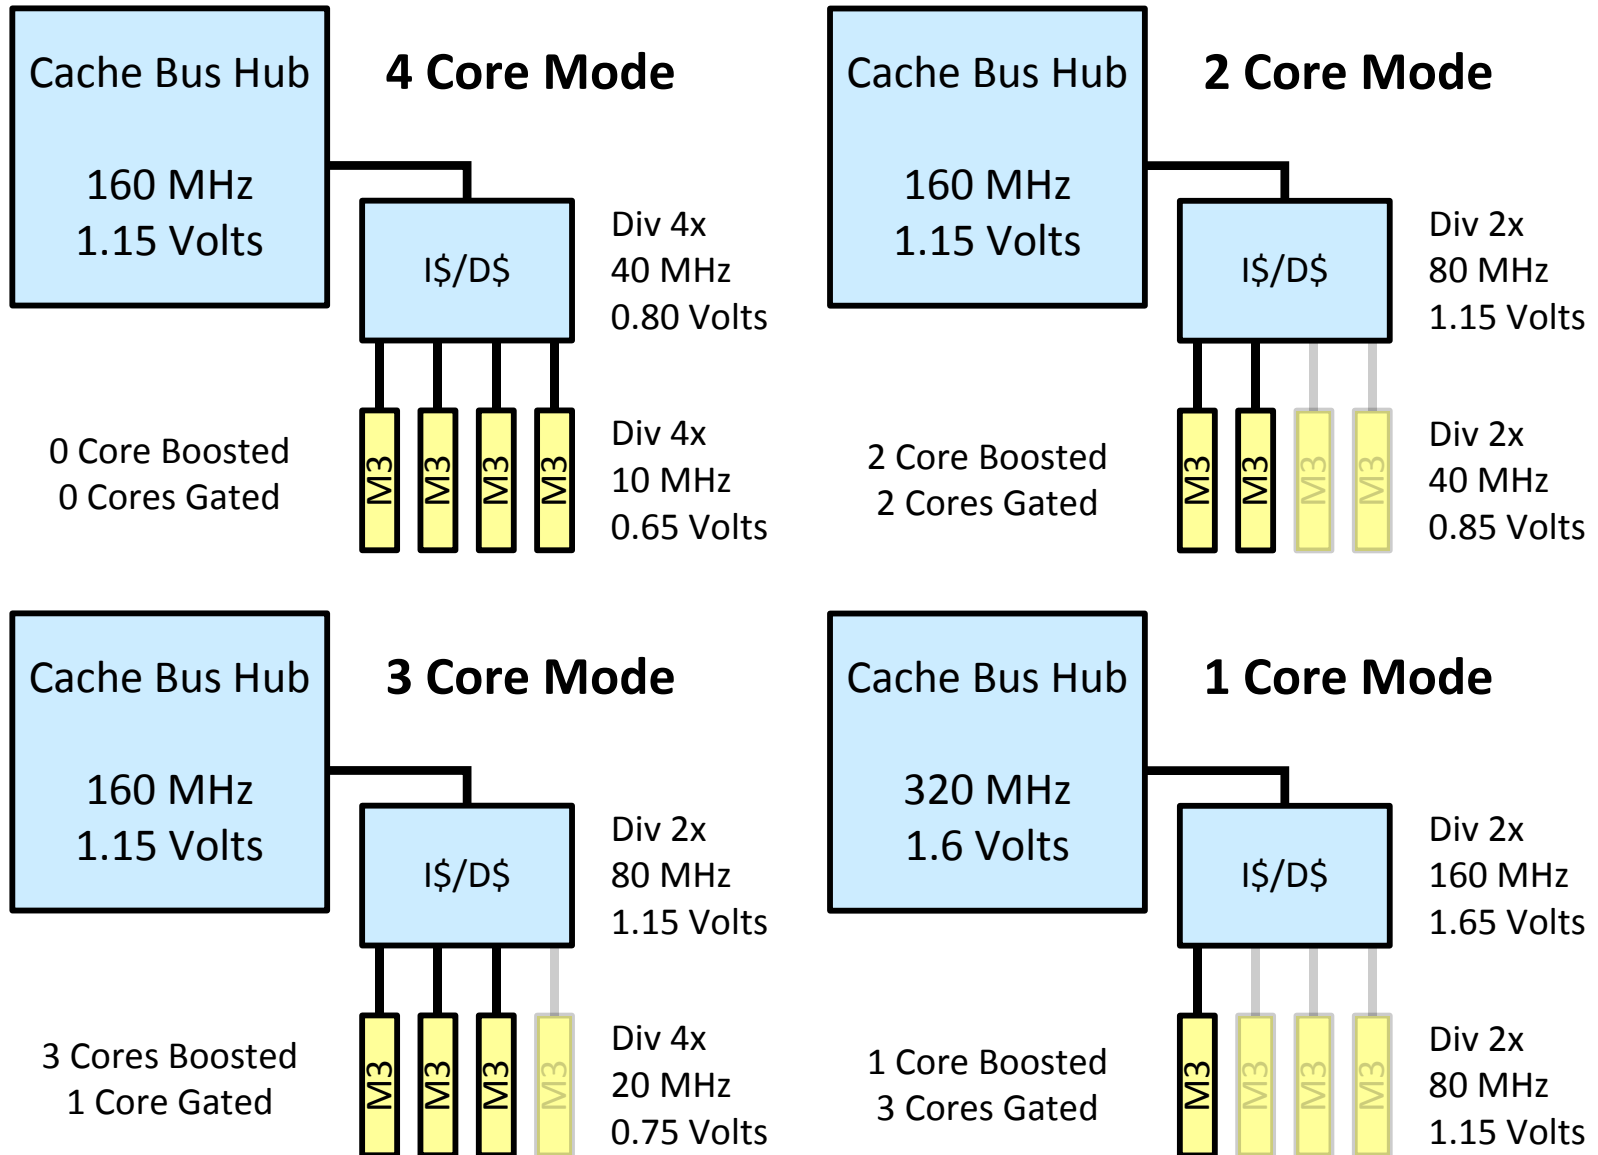 Cache Bus Hub
160 MHz
1.15 Volts
4 Core Mode
I$/D$
Div 4x
40 MHz
0.80 Volts
0 Core Boosted
0 Cores Gated
M3
M3
M3
M3
Div 4x
10 MHz
0.65 Volts
Cache Bus Hub
160 MHz
1.15 Volts
2 Core Mode
I$/D$
Div 2x
80 MHz
1.15 Volts
2 Core Boosted
2 Cores Gated
M3
M3
M3
M3
Div 2x
40 MHz
0.85 Volts
Cache Bus Hub
160 MHz
1.15 Volts
3 Core Mode
I$/D$
Div 2x
80 MHz
1.15 Volts
3 Cores Boosted
1 Core Gated
M3
M3
M3
M3
Div 4x
20 MHz
0.75 Volts
Cache Bus Hub
320 MHz
1.6 Volts
1 Core Mode
I$/D$
Div 2x
160 MHz
1.65 Volts
1 Core Boosted
3 Cores Gated
M3
M3
M3
M3
Div 2x
80 MHz
1.15 Volts